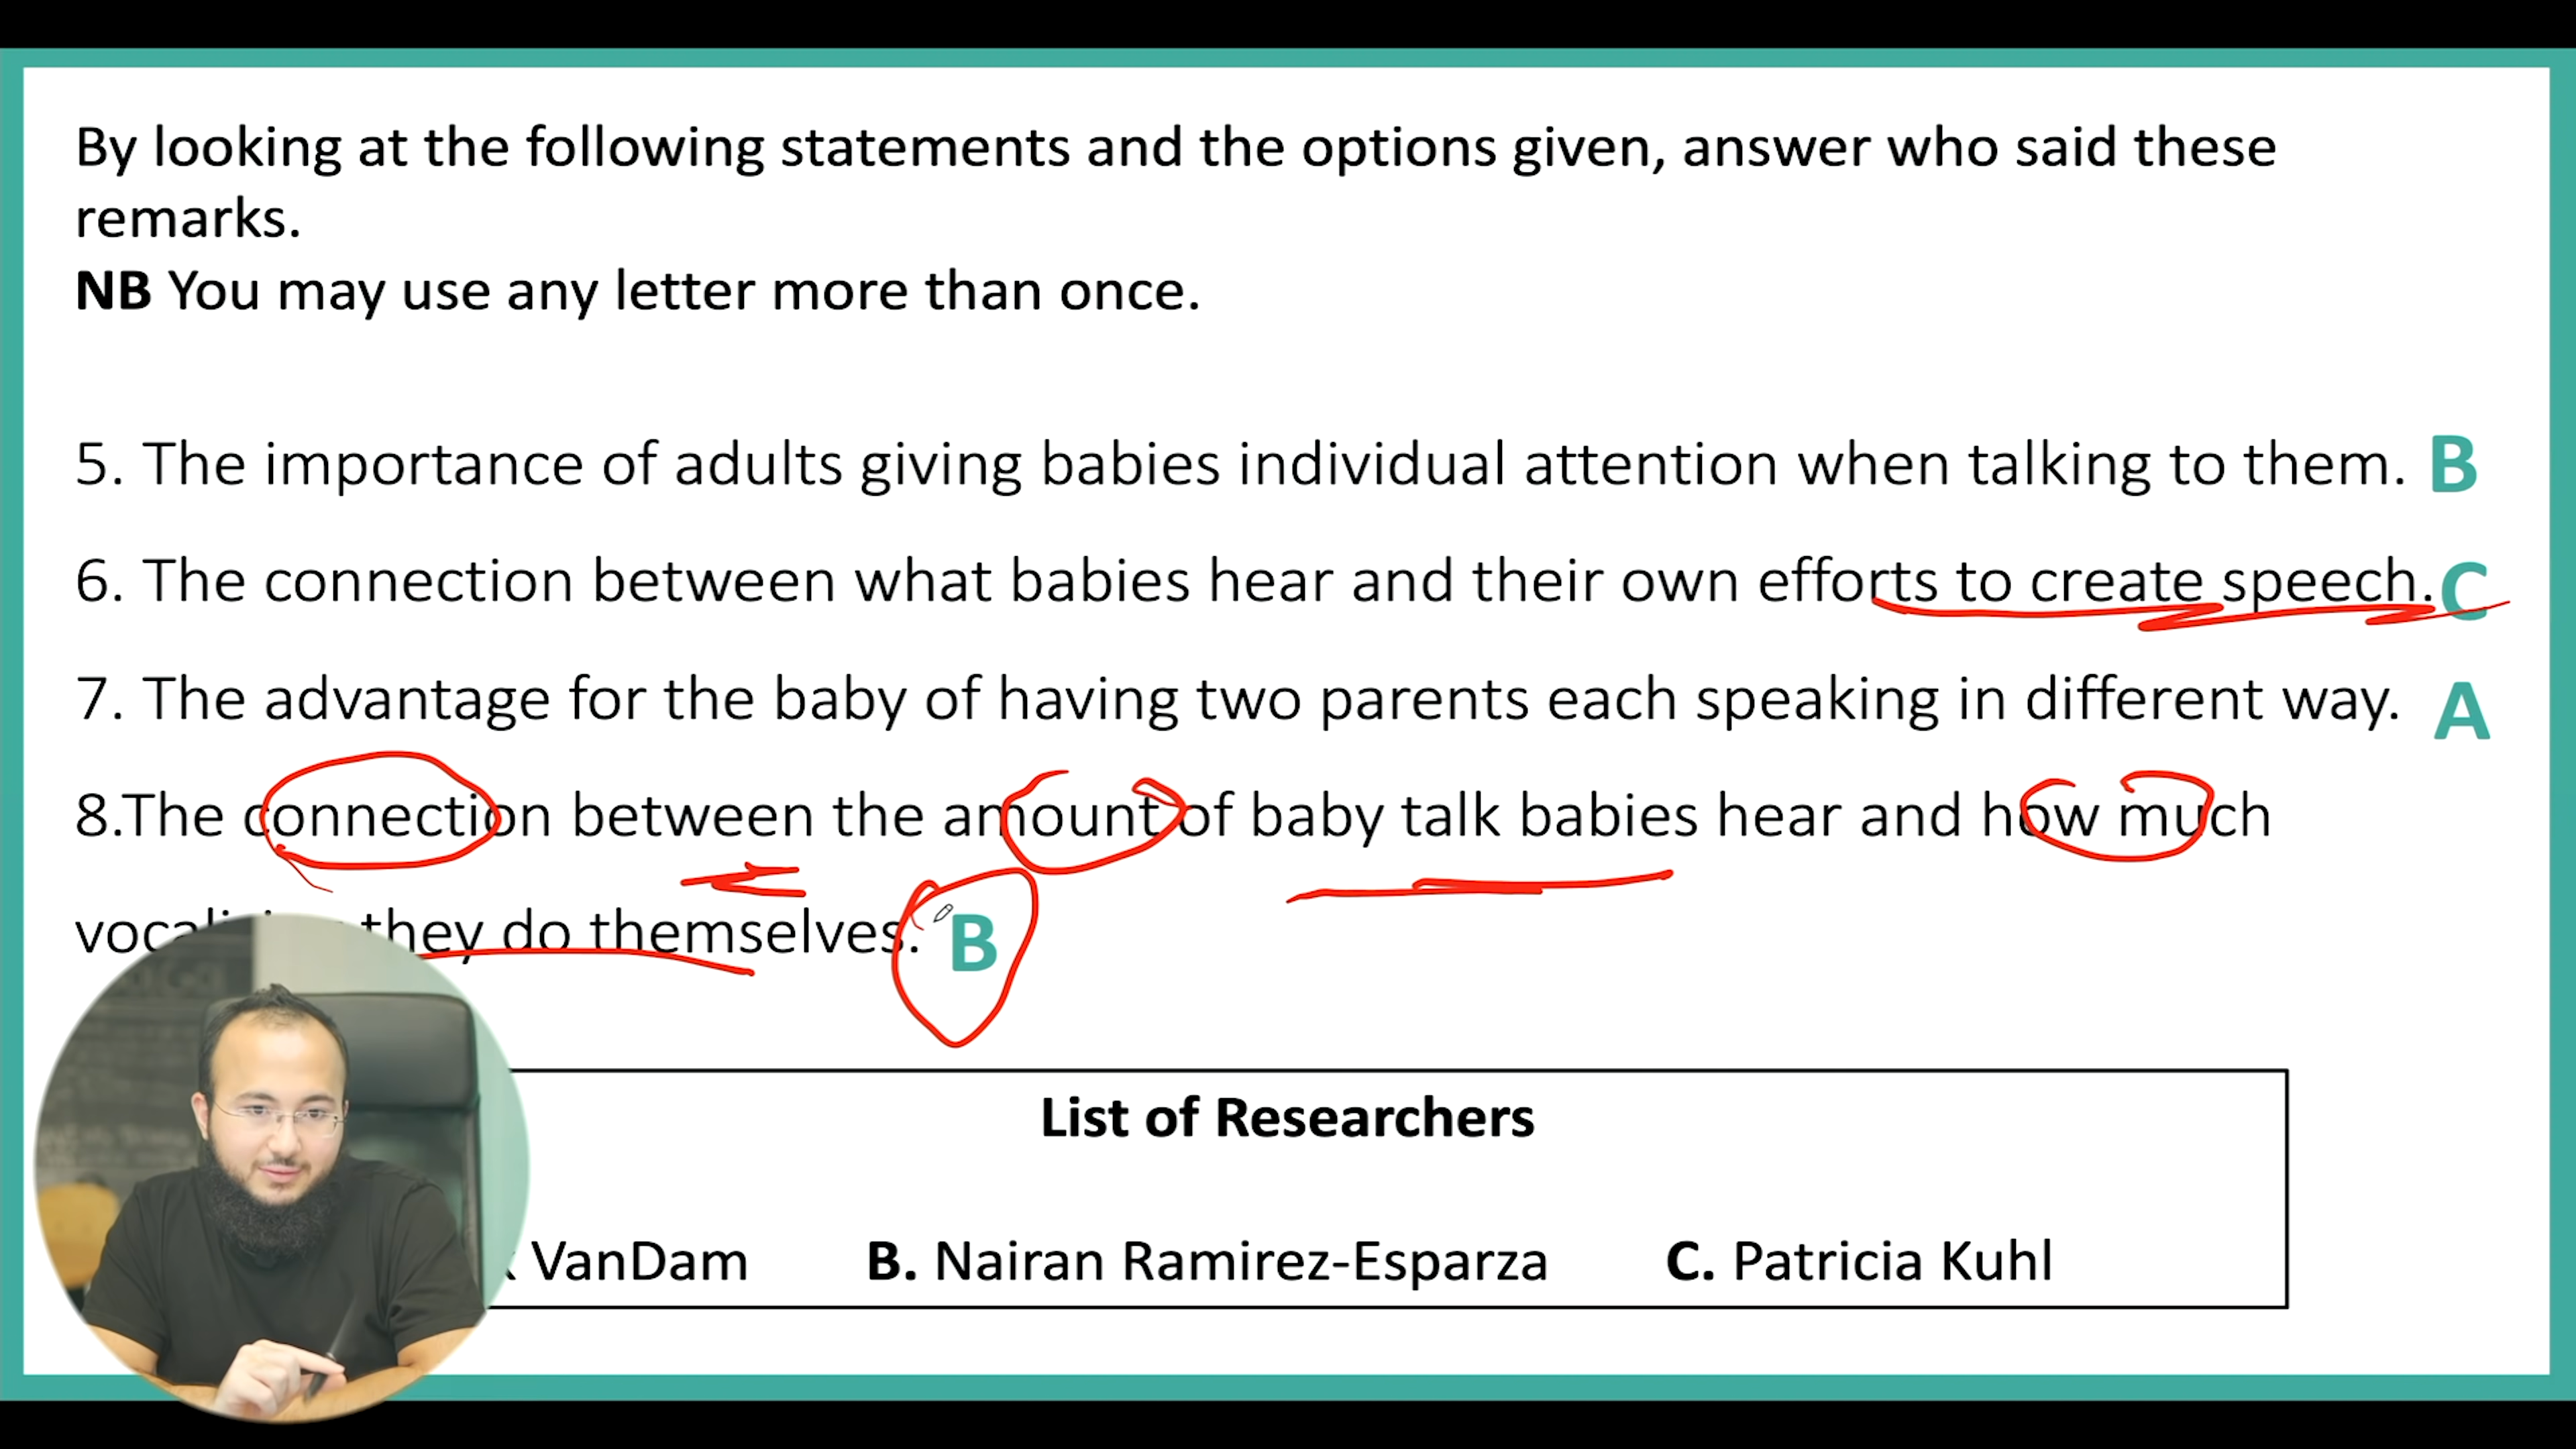 By looking at the following statements and the options given, answer who said these
remarks.
NB You may use any letter more than once.
5. The importance of adults giving babies individual attention when talking to them. B
6. The connection between what babies hear and their own efforts to create speech. C
7. The advantage for the baby of having two parents each speaking in different way. A
8.The connection between the amount of baby talk babies hear and how much
they do themselves. B
List of Researchers
VanDam B. Nairan Ramirez-Esparza C. Patricia Kuhl